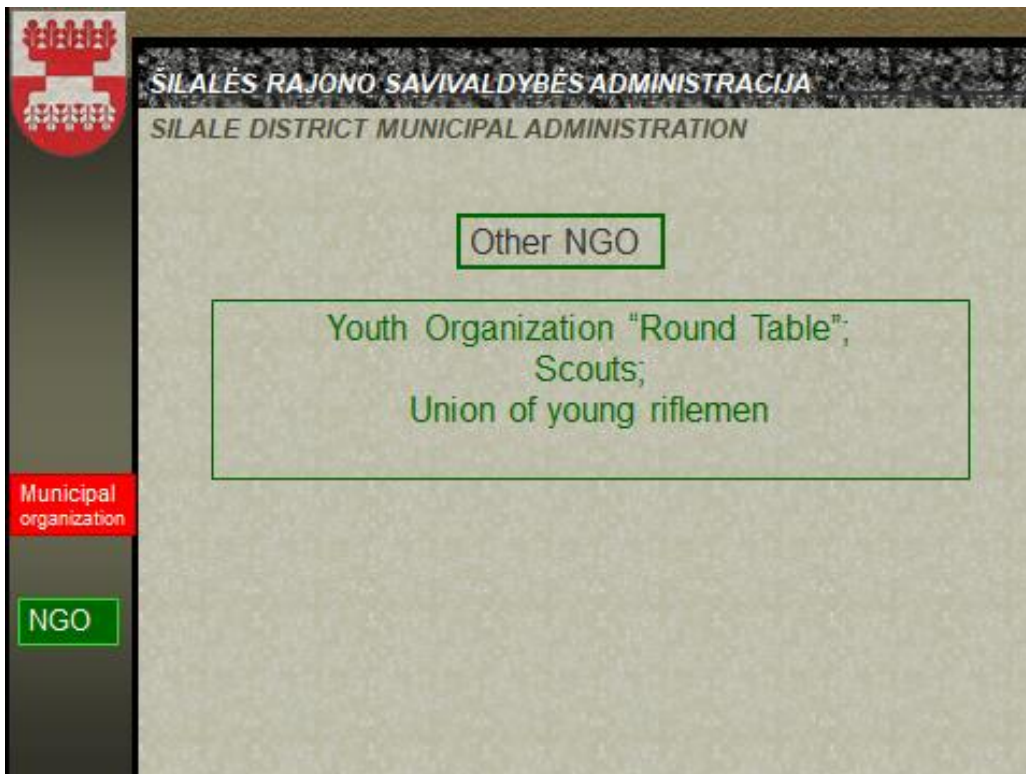 ŠILALĖS RAJONO SAVIVALDYBĖS ADMINISTRACIJA
SILALE DISTRICT MUNICIPAL ADMINISTRATION
Other NGO
Youth Organization “Round Table”;
Scouts;
Union of young riflemen
Municipal
organization
NGO